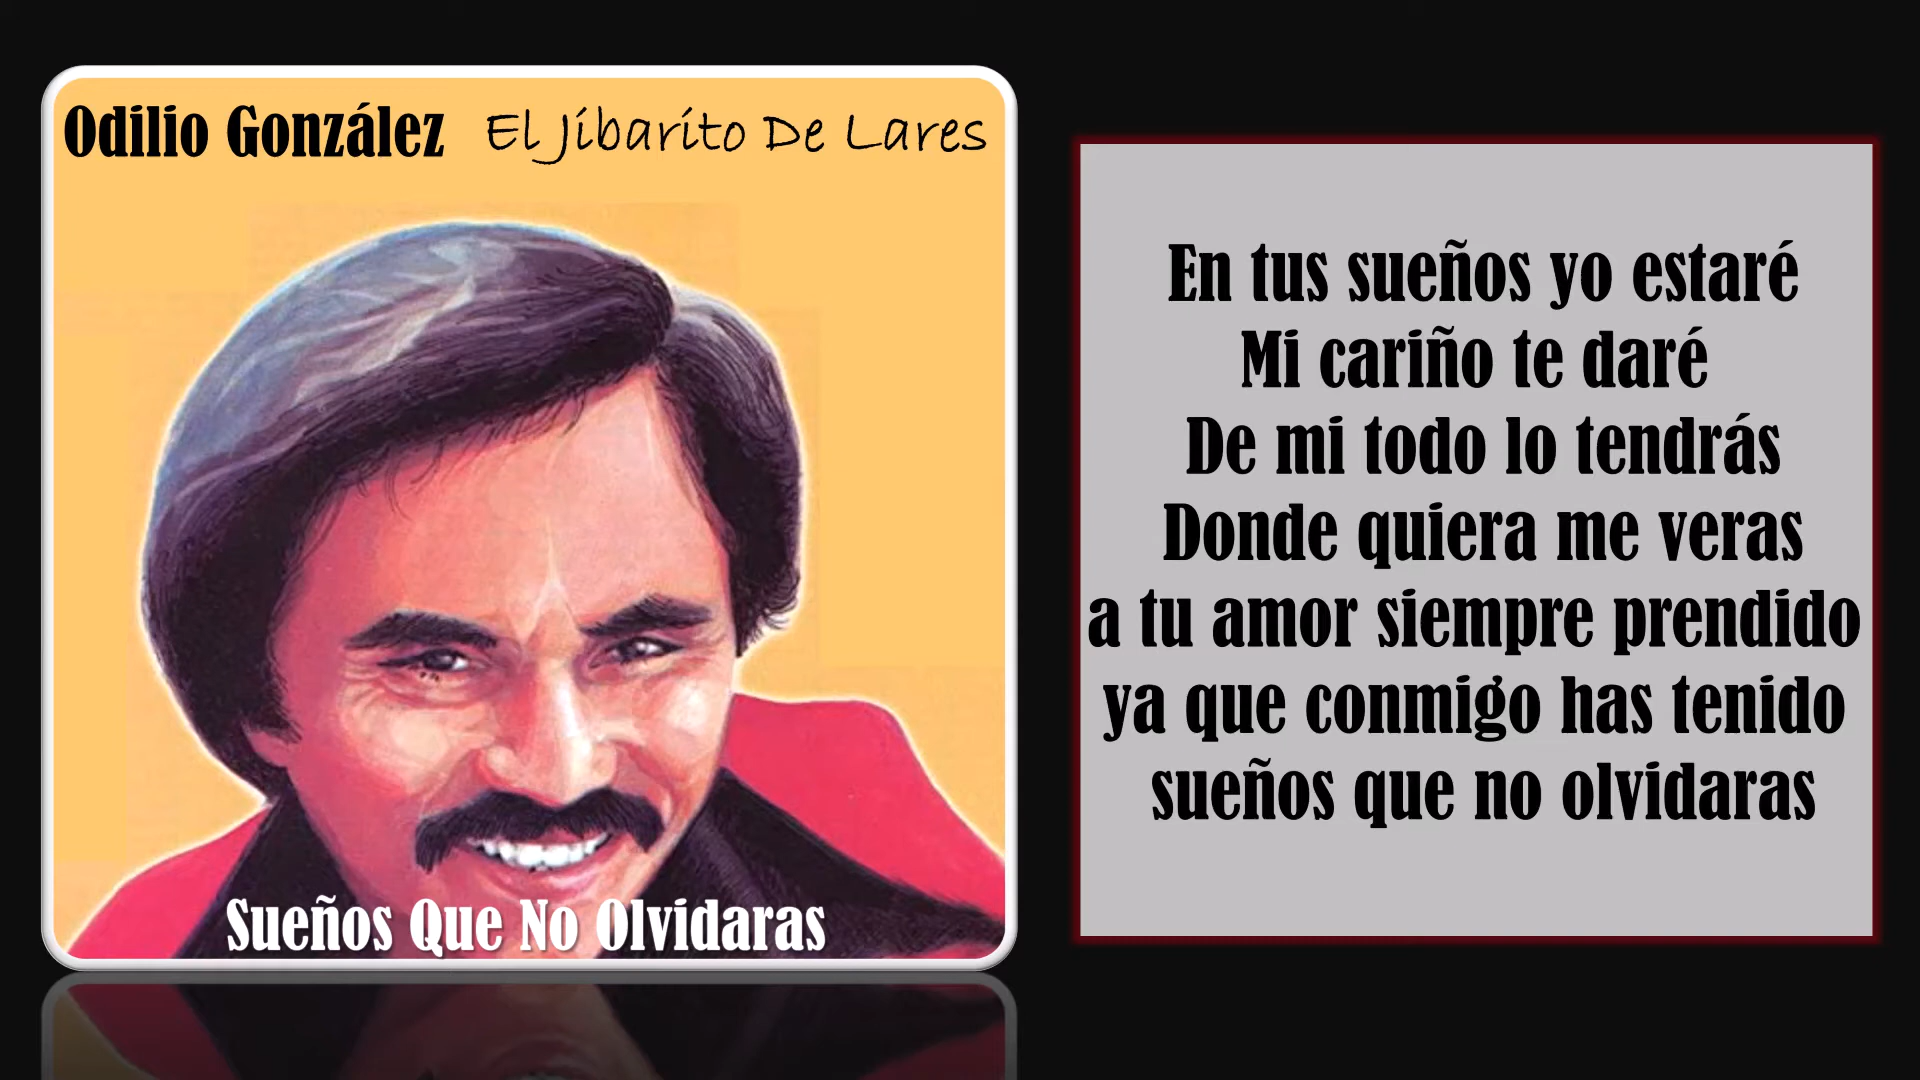 Odilio González El Jibarito De Lares
Sueños Que No Olvidaras
En tus sueños yo estaré
Mi cariño te daré
De mi todo lo tendrás
Donde quiera me veras
a tu amor siempre prendido
ya que conmigo has tenido
sueños que no olvidaras